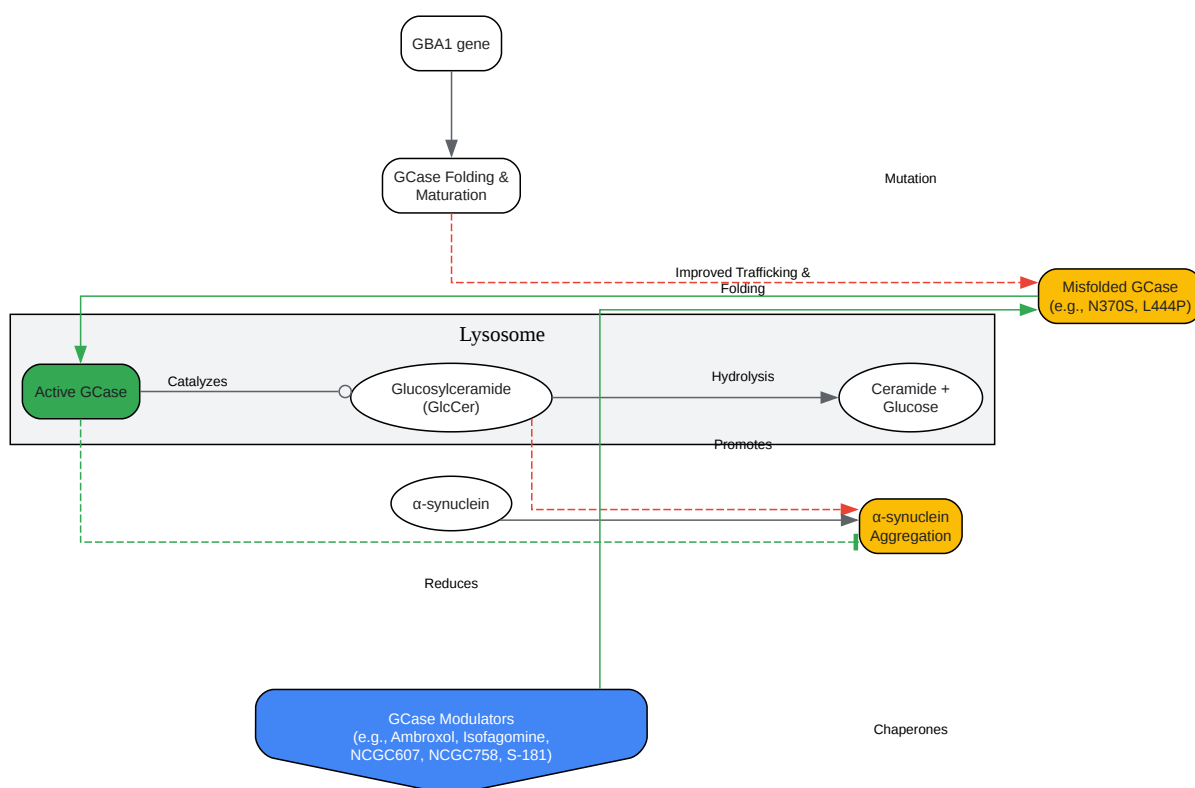 GBA1 gene
GCase Folding &
Maturation
Mutation
Improved Trafficking &
Folding
Misfolded GCase
(e.g., N370S, L444P)
Lysosome
Active GCase
Catalyzes
Glucosylceramide
(GlcCer)
Hydrolysis
Ceramide +
Glucose
Promotes
α-synuclein
α-synuclein
Aggregation
Reduces
GCase Modulators
(e.g., Ambroxol, Isofagomine,
NCGC607, NCGC758, S-181)
Chaperones